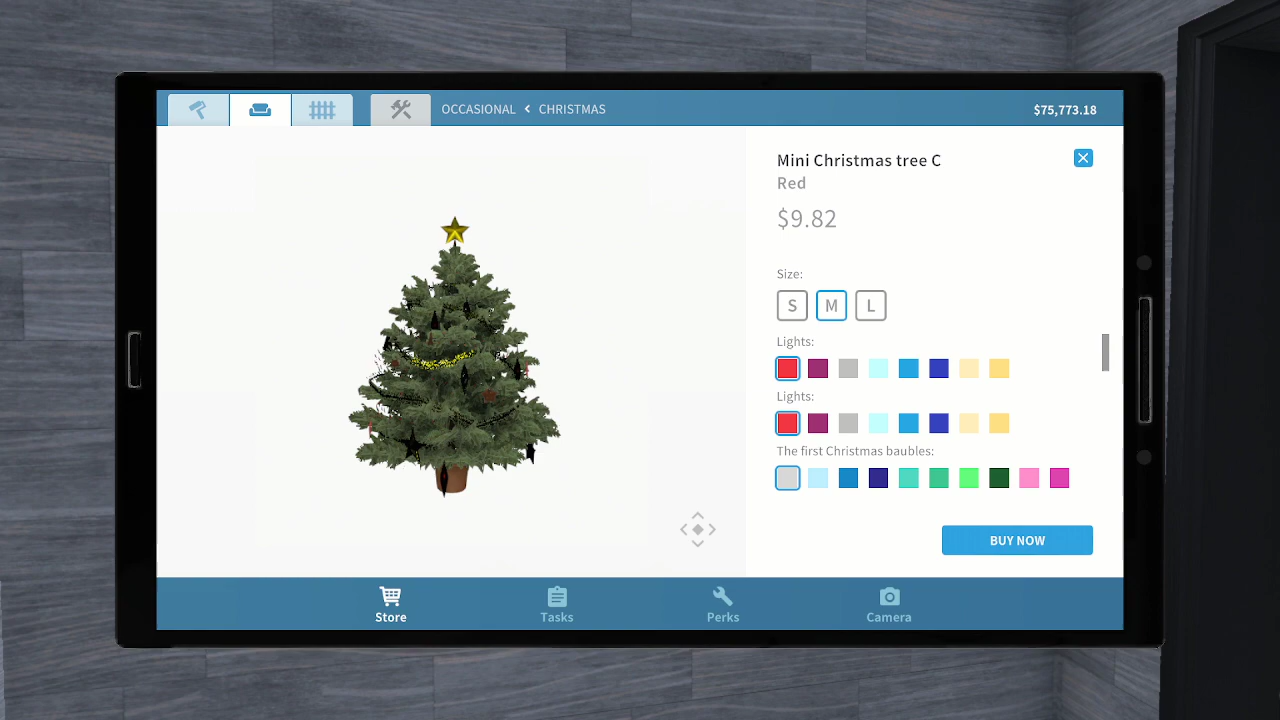 OCCASIONAL < CHRISTMAS
$75,773.18
Mini Christmas tree C
Red
$9.82
Size:
S M L
Lights:
Lights:
The first Christmas baubles:
BUY NOW
Store Tasks Perks Camera